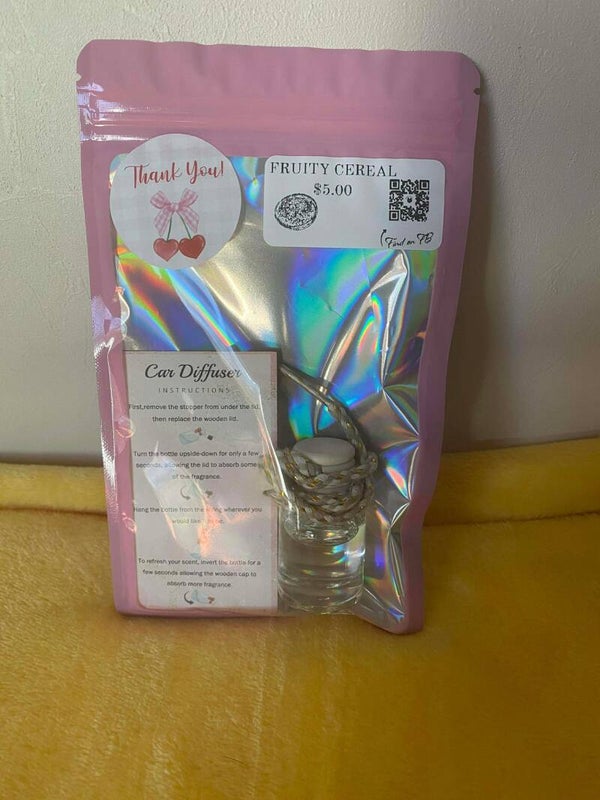 Thank You!
FRUITY CEREAL
$5.00
Find on FB
Car Diffuser
INSTRUCTIONS
First,remove the stopper from under the lid,
then replace the wooden lid.
Turn the bottle upside-down for only a few
seconds, allowing the lid to absorb some
of the fragrance.
Hang the bottle from the string wherever you
would like to be.
To refresh your scent, invert the bottle for a
few seconds allowing the wooden cap to
absorb more fragrance.